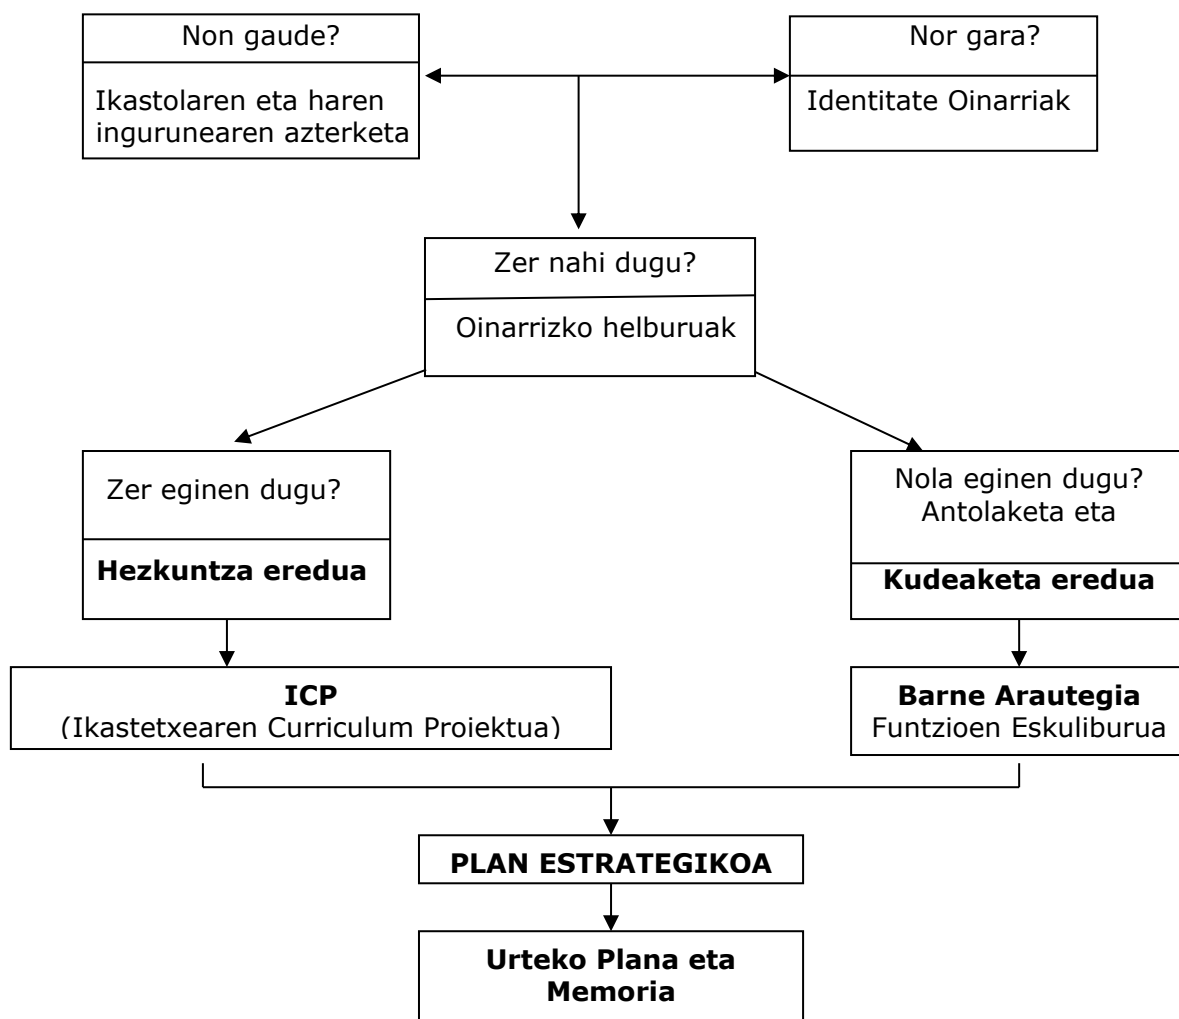 Non gaude?
Ikastolaren eta haren
ingurunearen azterketa
Nor gara?
Identitate Oinarriak
Zer nahi dugu?
Oinarrizko helburuak
Zer eginen dugu?
Hezkuntza eredua
Nola eginen dugu?
Antolaketa eta
Kudeaketa eredua
ICP
(Ikastetxearen Curriculum Proiektua)
Barne Arautegia
Funtzioen Eskuliburua
PLAN ESTRATEGIKOA
Urteko Plana eta
Memoria